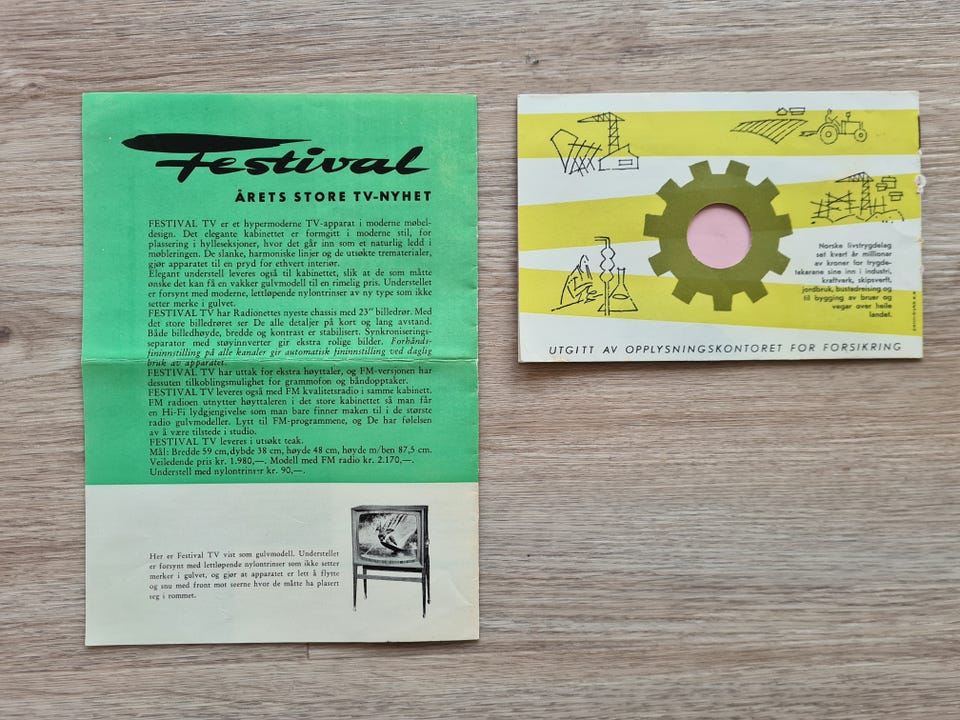 Festival
ÅRETS STORE TV-NYHET
FESTIVAL TV er et hypermoderne TV-apparat i moderne møbel-
design. Det elegante kabinettet er formgitt i moderne stil, for
plassering i hylleseksjoner, hvor det går inn som et naturlig ledd i
møbleringen. De slanke, harmoniske linjer og de utsøkte trematerialer,
gjør apparatet til en pryd for ethvert interiør.
Elegant understell leveres også til kabinettet, slik at de som måtte
ønske det kan få en vakker gulvmodell til en rimelig pris. Understellet
er forsynt med moderne, lettløpende nylontrinser av ny type som ikke
setter merke i gulvet.
FESTIVAL TV har Radionettes nyeste chassis med 23" billedrør. Med
det store billedrøret ser De alle detaljer på kort og lang avstand.
Både billedhøyde, bredde og kontrast er stabilisert. Synkroniserings-
separator med støyinnverter gir ekstra rolige bilder. Forhånds-
fininnstilling på alle kanaler gir automatisk fininnstilling ved daglig
bruk av apparatet.
FESTIVAL TV har uttak for ekstra høyttaler, og FM-versjonen har
dessuten tilkoblingsmulighet for grammofon og båndopptaker.
FESTIVAL TV leveres også med FM kvalitetsradio i samme kabinett.
FM radioen utnytter høyttaleren i det store kabinettet så man får
en Hi-Fi lydgjengivelse som man bare finner maken til i de største
radio gulvmodeller. Lytt til FM-programmene, og De har følelsen
av å være tilstede i studio.
FESTIVAL TV leveres i utsøkt teak.
Mål: Bredde 59 cm, dybde 38 cm, høyde 48 cm, høyde m/ben 87,5 cm.
Veiledende pris kr. 1.980,—. Modell med FM radio kr. 2.170,—.
Understell med nylontrinser kr. 90,—.
Her er Festival TV vist som gulvmodell. Understellet
er forsynt med lettløpende nylontrinser som ikke setter
merker i gulvet, og gjør at apparatet er lett å flytte
og snu med front mot seerne hvor de måtte ha plasert
seg i rommet.
Norske livstrygdelag
set kvart år millionar
av kroner for trygde-
tekarane sine inn i industri,
kraftverk, skipsverft,
jordbruk, bustadreising og
til bygging av bruer og
vegar over heile
landet.
UTGITT AV OPPLYSNINGSKONTORET FOR FORSIKRING